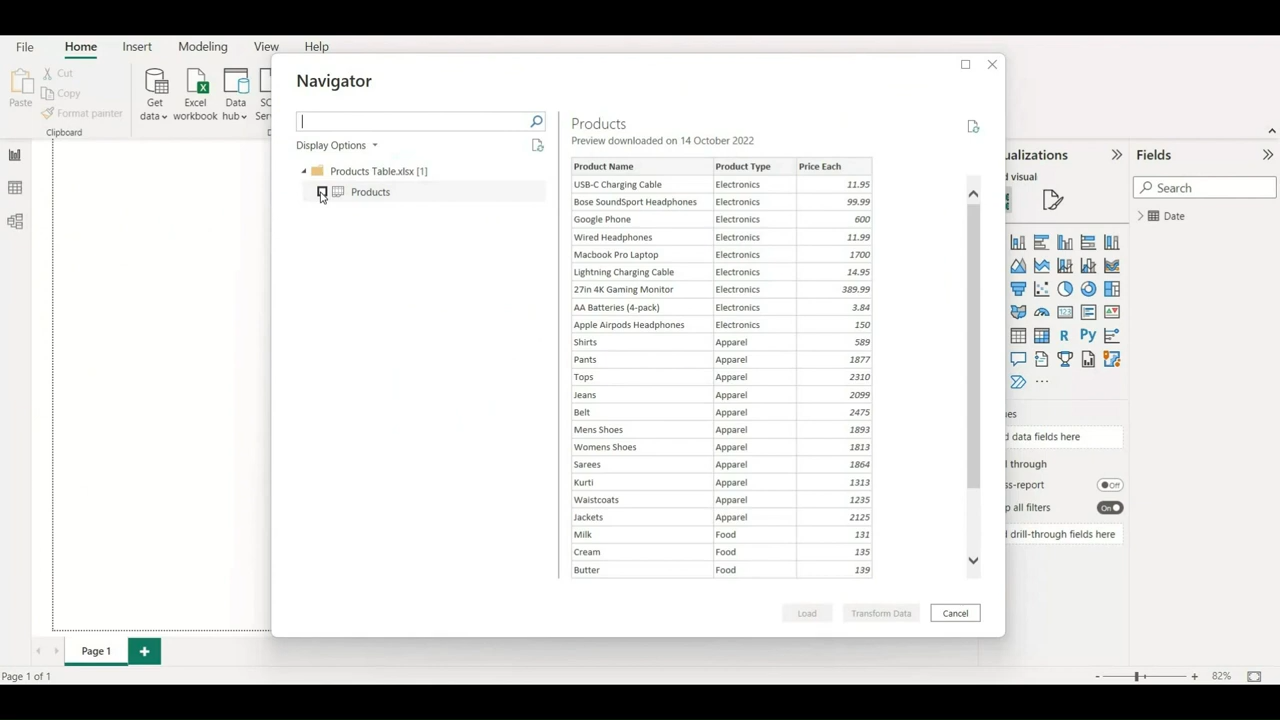 File Home Insert Modeling View Help
Paste
Cut
Copy
Format painter
Clipboard
Get data
Excel workbook
Data hub
Navigator
Display Options
Products Table.xlsx [1]
Products
Products
Preview downloaded on 14 October 2022
Product Name Product Type Price Each
USB-C Charging Cable Electronics 11.95
Bose SoundSport Headphones Electronics 99.99
Google Phone Electronics 600
Wired Headphones Electronics 11.99
Macbook Pro Laptop Electronics 1700
Lightning Charging Cable Electronics 14.95
27in 4K Gaming Monitor Electronics 389.99
AA Batteries (4-pack) Electronics 3.84
Apple Airpods Headphones Electronics 150
Shirts Apparel 589
Pants Apparel 1877
Tops Apparel 2310
Jeans Apparel 2099
Belt Apparel 2475
Mens Shoes Apparel 1893
Womens Shoes Apparel 1813
Sarees Apparel 1864
Kurti Apparel 1313
Waistcoats Apparel 1235
Jackets Apparel 2125
Milk Food 131
Cream Food 135
Butter Food 139
Load Transform Data Cancel
ualizations
d visual
R Py
d data fields here
l through
ss-report Off
p all filters On
d drill-through fields here
Fields
Search
Date
Page 1
Page 1 of 1
82%